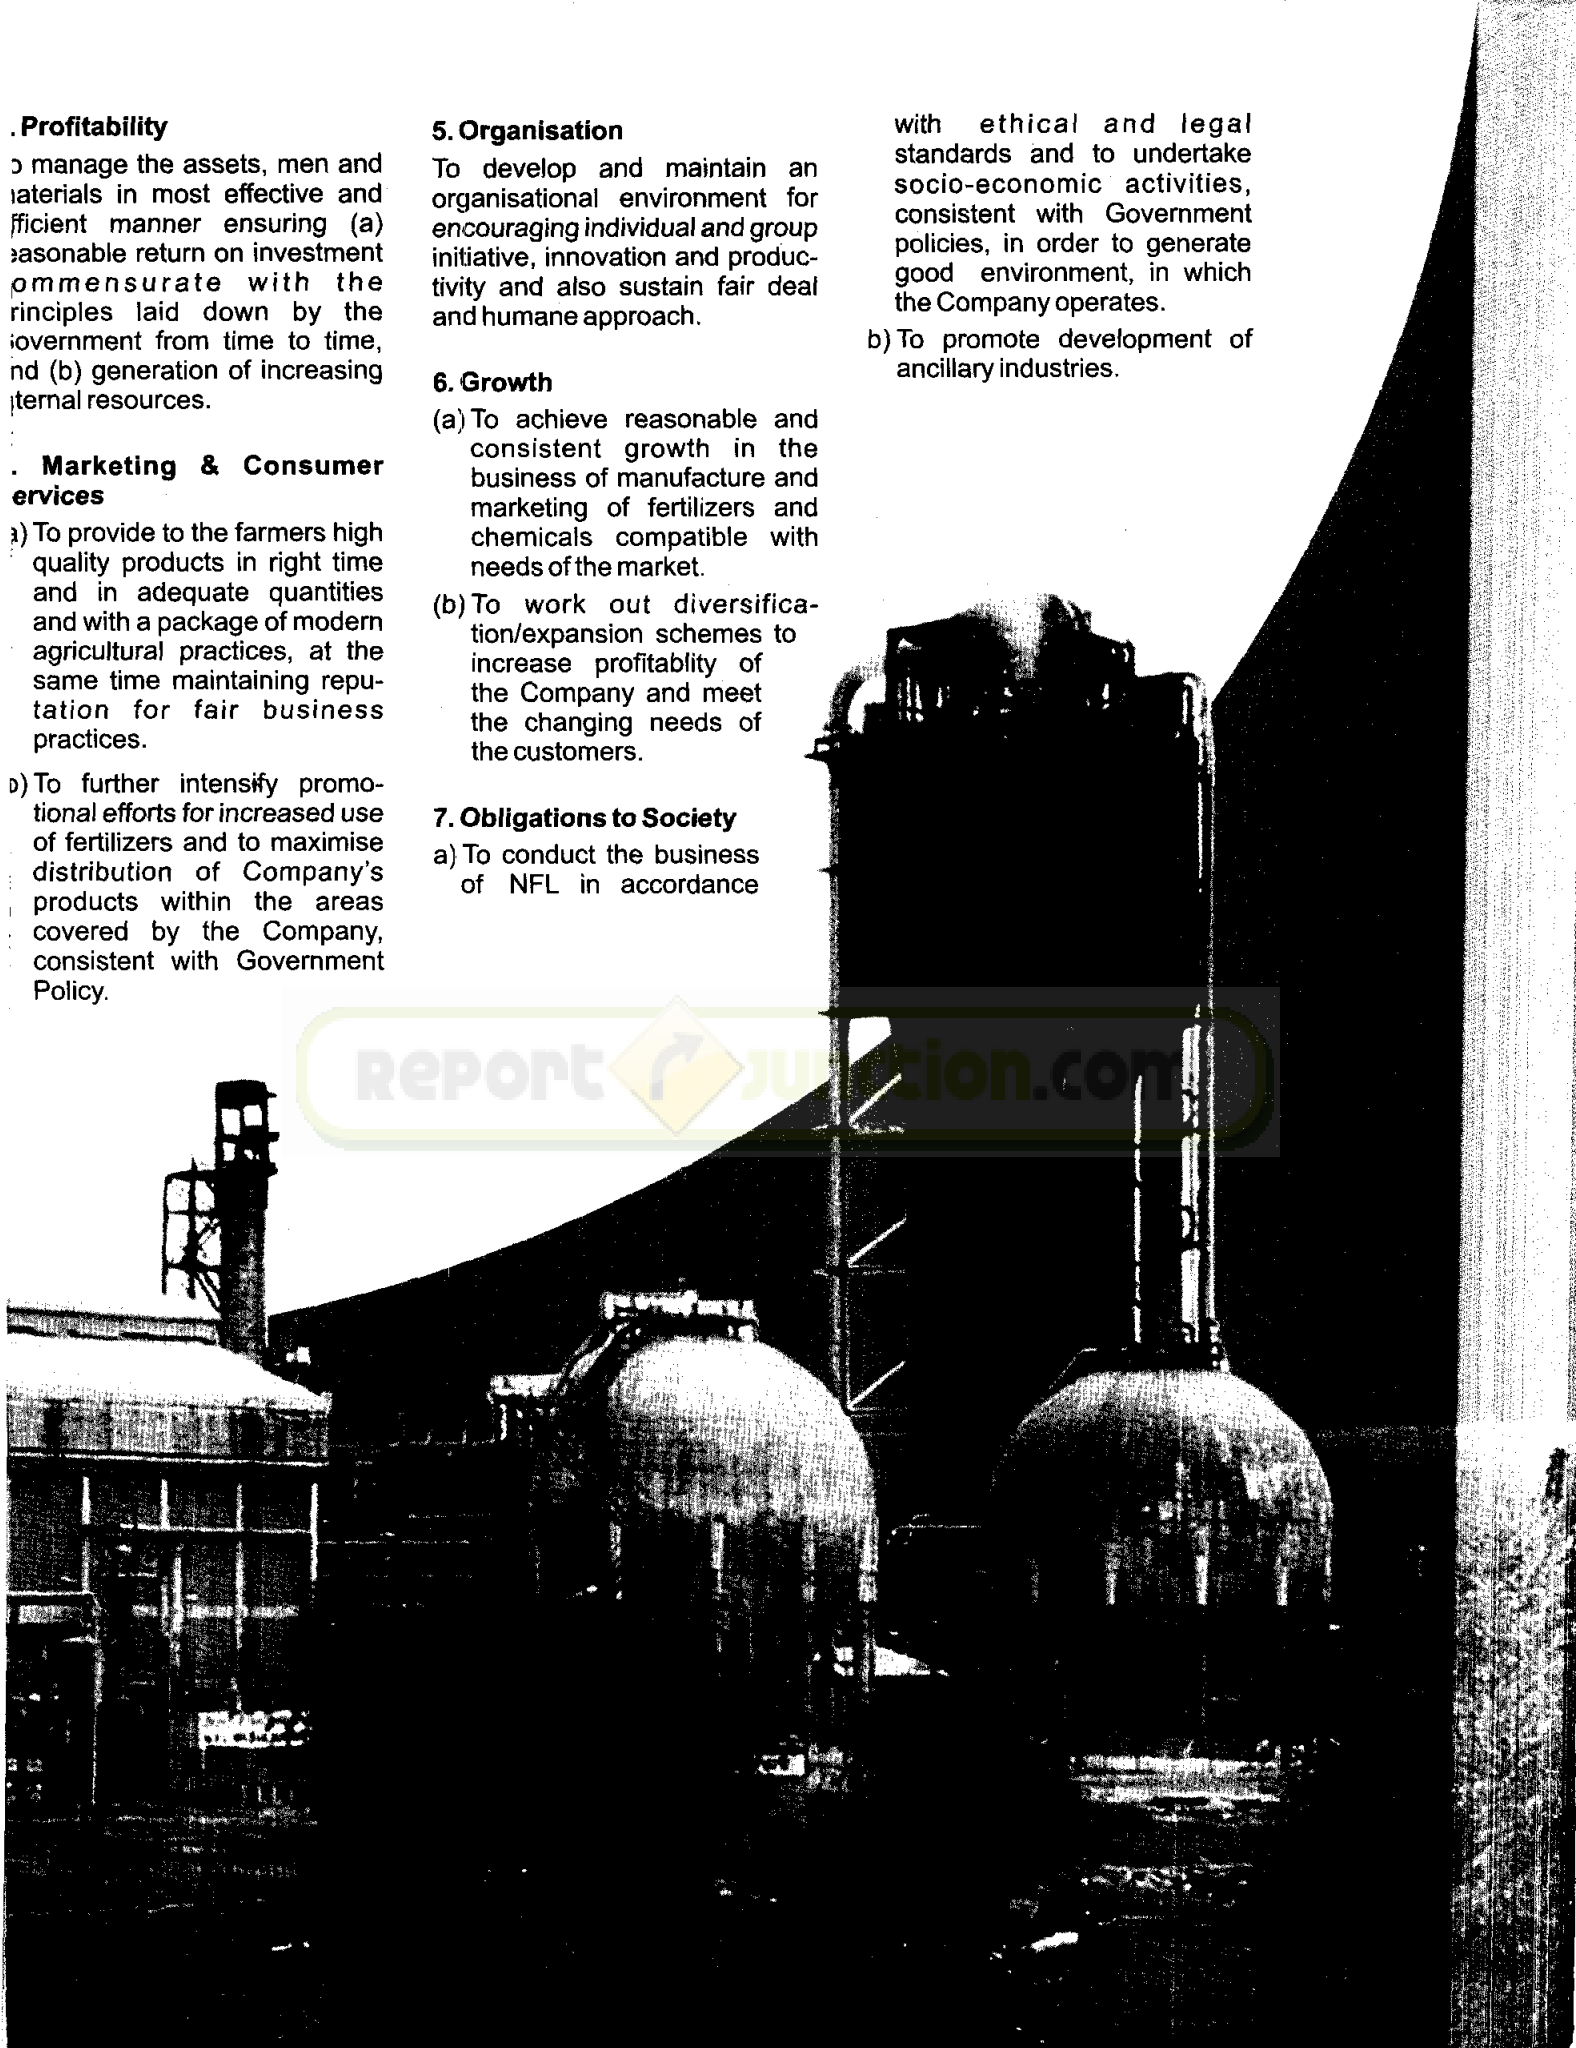 . Profitability
manage the assets, men and
materials in most effective and
efficient manner ensuring (a)
reasonable return on investment
commensurate with the
principles laid down by the
Government from time to time,
and (b) generation of increasing
internal resources.
. Marketing & Consumer
ervices
a) To provide to the farmers high
quality products in right time
and in adequate quantities
and with a package of modern
agricultural practices, at the
same time maintaining repu-
tation for fair business
practices.
b) To further intensify promo-
tional efforts for increased use
of fertilizers and to maximise
distribution of Company's
products within the areas
covered by the Company,
consistent with Government
Policy.
5. Organisation
To develop and maintain an
organisational environment for
encouraging individual and group
initiative, innovation and produc-
tivity and also sustain fair deal
and humane approach.
6. Growth
(a) To achieve reasonable and
consistent growth in the
business of manufacture and
marketing of fertilizers and
chemicals compatible with
needs of the market.
(b) To work out diversifica-
tion/expansion schemes to
increase profitablity of
the Company and meet
the changing needs of
the customers.
7. Obligations to Society
a) To conduct the business
of NFL in accordance
with ethical and legal
standards and to undertake
socio-economic activities,
consistent with Government
policies, in order to generate
good environment, in which
the Company operates.
b) To promote development of
ancillary industries.
Report Junction.com